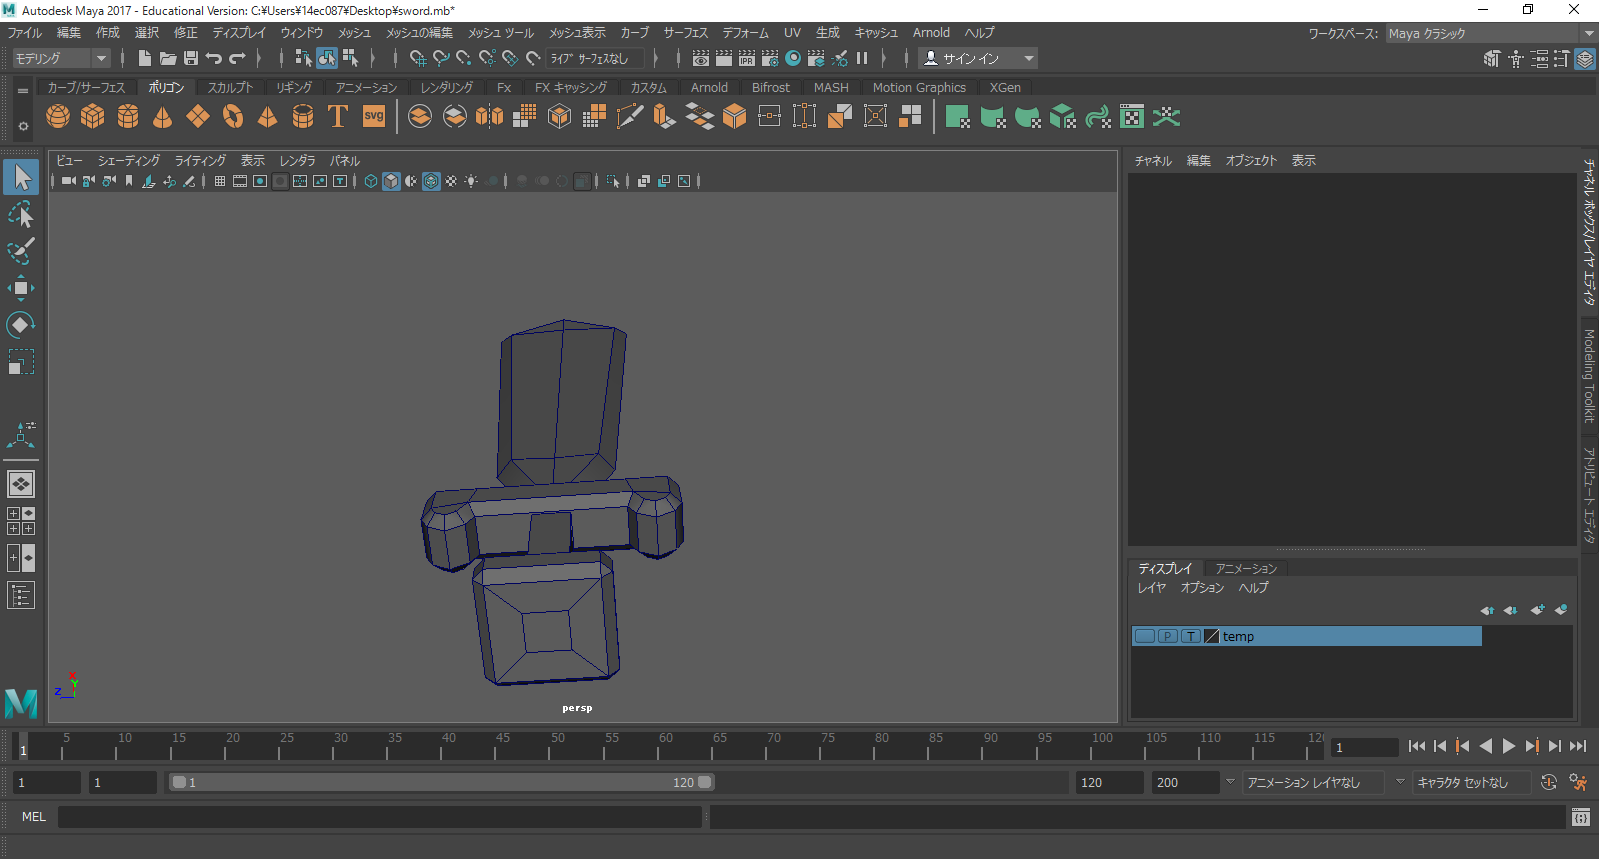 Autodesk Maya 2017 - Educational Version: C:¥Users¥14ec087¥Desktop¥sword.mb*
ファイル 編集 作成 選択 修正 ディスプレイ ウィンドウ メッシュ メッシュの編集 メッシュ ツール メッシュ表示 カーブ サーフェス デフォーム UV 生成 キャッシュ Arnold ヘルプ ワークスペース: Maya クラシック
モデリング ライブ サーフェスなし サイン イン
カーブ/サーフェス ポリゴン スカルプト リギング アニメーション レンダリング Fx FX キャッシング カスタム Arnold Bifrost MASH Motion Graphics XGen
SVG
ビュー シェーディング ライティング 表示 レンダラ パネル
チャネル 編集 オブジェクト 表示
チャネル ボックス/レイヤ エディタ
Modeling Toolkit
アトリビュート エディタ
X
Y
Z
persp
ディスプレイ アニメーション
レイヤ オプション ヘルプ
P T temp
1 5 10 15 20 25 30 35 40 45 50 55 60 65 70 75 80 85 90 95 100 105 110 115 120 1
1 1 1 120 120 200 アニメーション レイヤなし キャラクタ セットなし
MEL